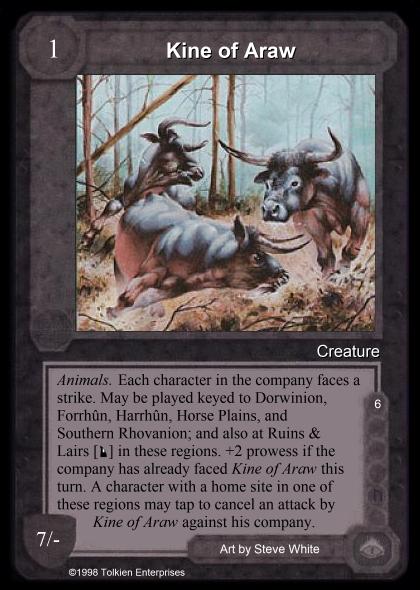 1
Kine of Araw
Creature
Animals. Each character in the company faces a
strike. May be played keyed to Dorwinion,
Forrhûn, Harrhûn, Horse Plains, and
Southern Rhovanion; and also at Ruins &
Lairs [] in these regions. +2 prowess if the
company has already faced Kine of Araw this
turn. A character with a home site in one of
these regions may tap to cancel an attack by
Kine of Araw against his company.
6
7/-
Art by Steve White
©1998 Tolkien Enterprises